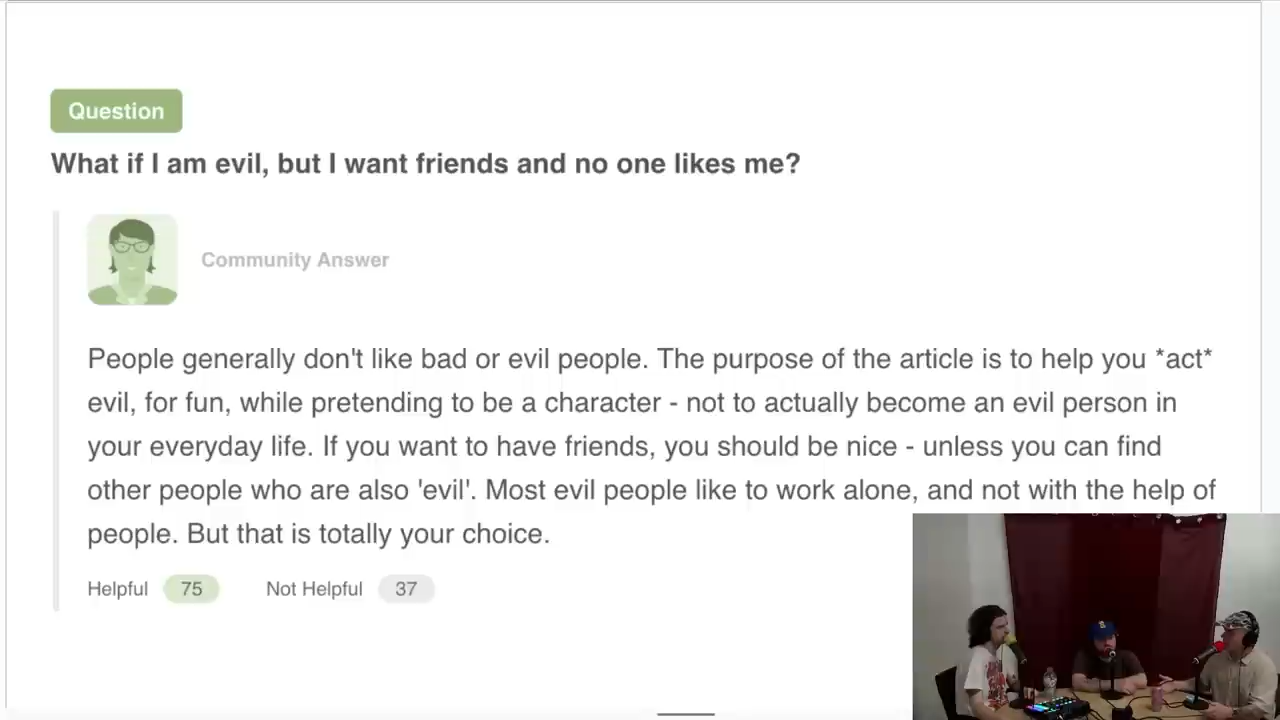 Question
What if I am evil, but I want friends and no one likes me?
Community Answer
People generally don't like bad or evil people. The purpose of the article is to help you *act*
evil, for fun, while pretending to be a character - not to actually become an evil person in
your everyday life. If you want to have friends, you should be nice - unless you can find
other people who are also 'evil'. Most evil people like to work alone, and not with the help of
people. But that is totally your choice.
Helpful 75 Not Helpful 37